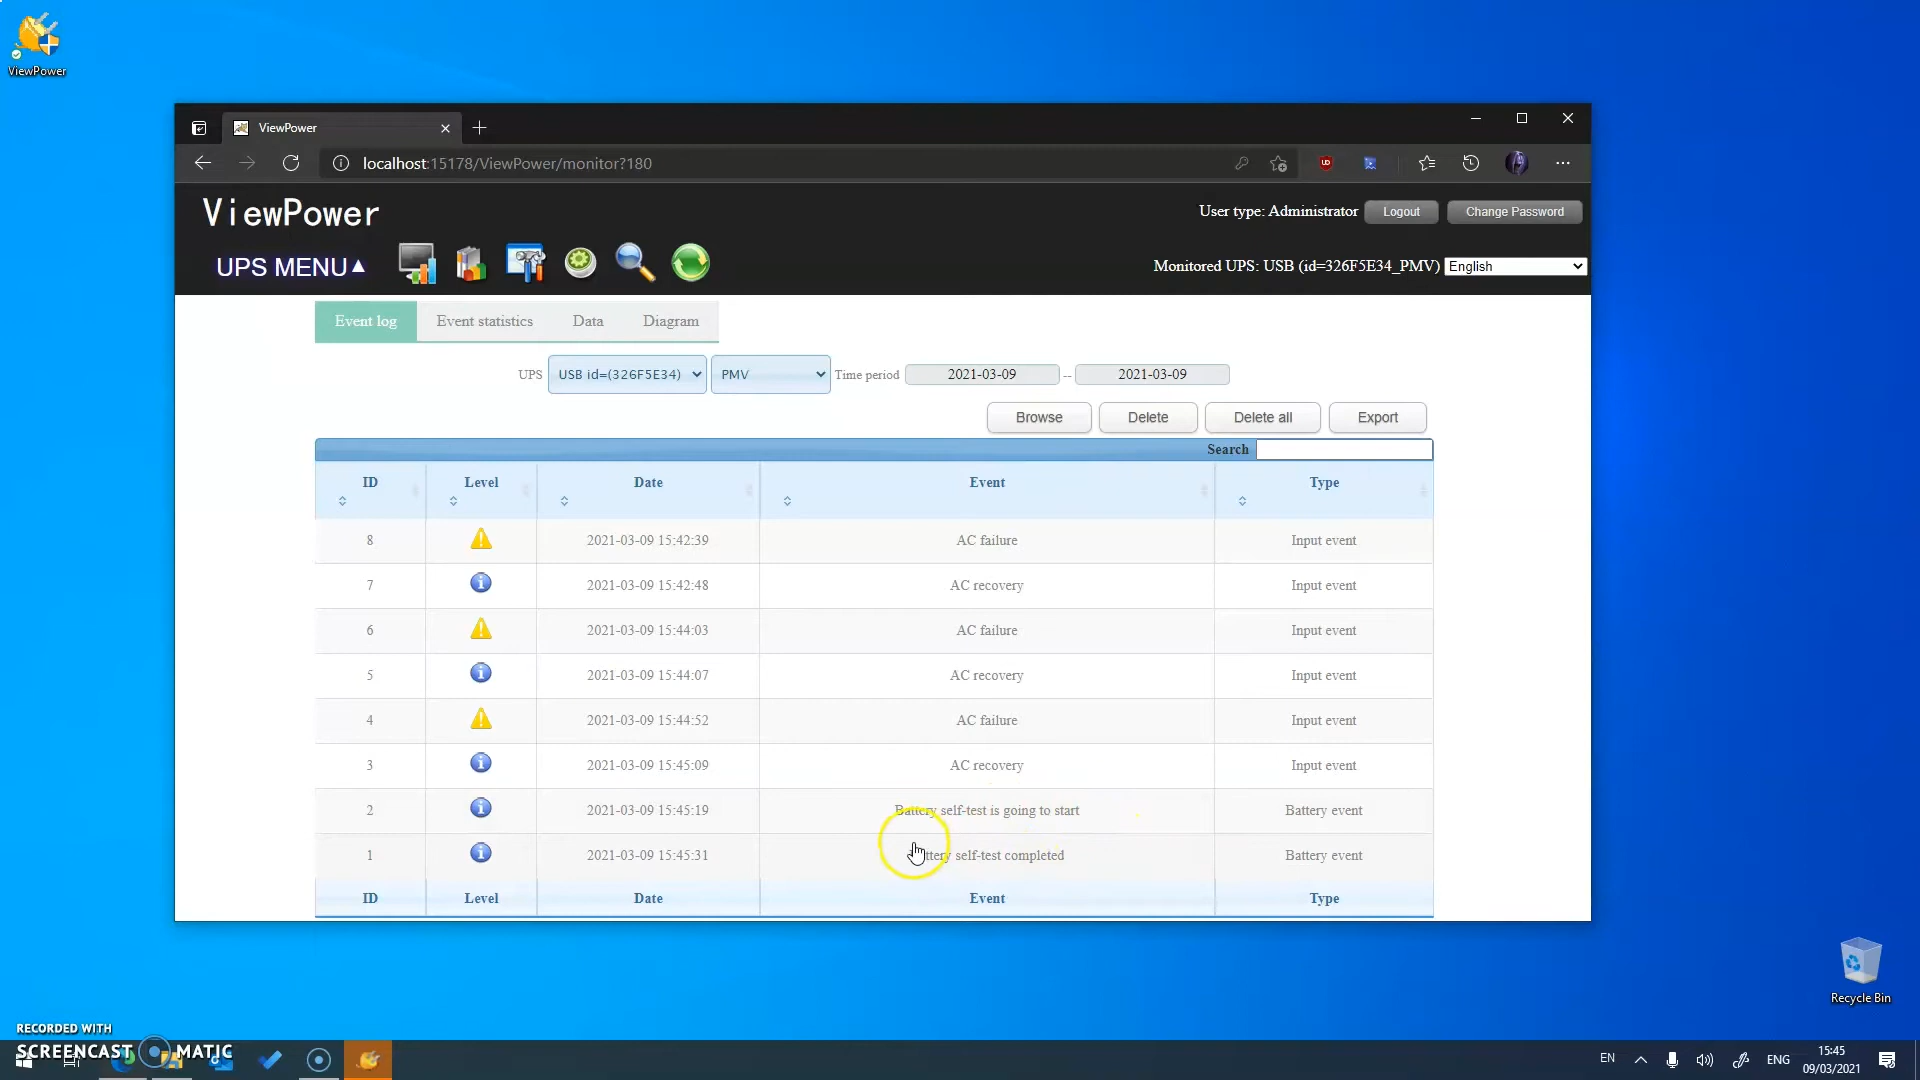 ViewPower
ViewPower
localhost:15178/ViewPower/monitor?180
ViewPower
User type: Administrator Logout Change Password
UPS MENU▲
Monitored UPS: USB (id=326F5E34_PMV) English
Event log Event statistics Data Diagram
UPS USB id=(326F5E34) PMV Time period 2021-03-09 -- 2021-03-09
Browse Delete Delete all Export
Search
ID Level Date Event Type
8 2021-03-09 15:42:39 AC failure Input event
7 2021-03-09 15:42:48 AC recovery Input event
6 2021-03-09 15:44:03 AC failure Input event
5 2021-03-09 15:44:07 AC recovery Input event
4 2021-03-09 15:44:52 AC failure Input event
3 2021-03-09 15:45:09 AC recovery Input event
2 2021-03-09 15:45:19 Battery self-test is going to start Battery event
1 2021-03-09 15:45:31 Battery self-test completed Battery event
ID Level Date Event Type
Recycle Bin
RECORDED WITH
SCREENCAST MATIC
EN ENG 15:45
09/03/2021